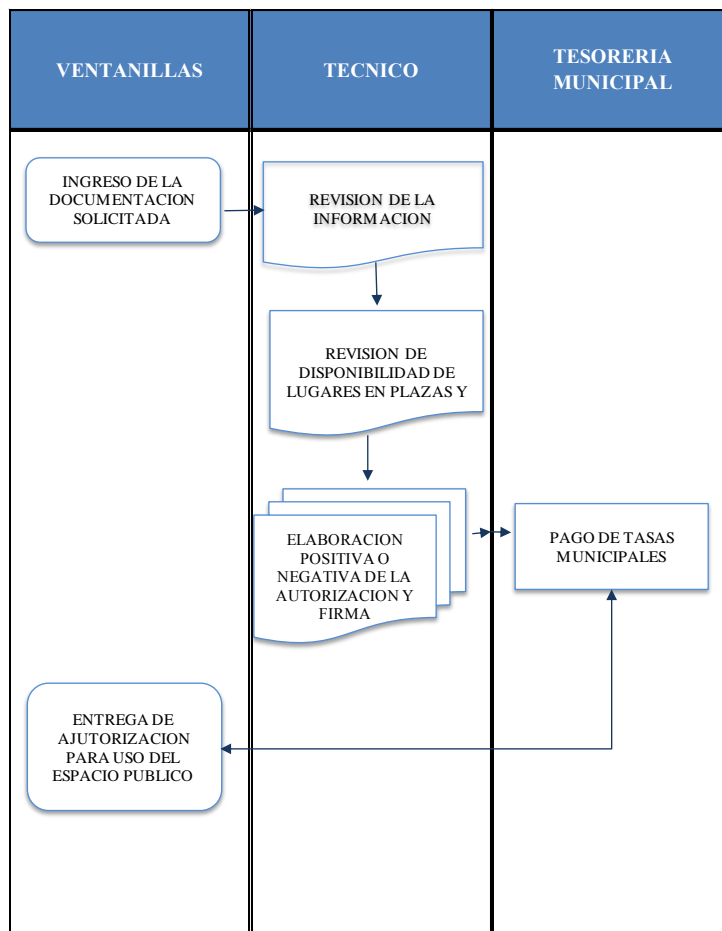 VENTANILLAS
TECNICO
TESORERIA
MUNICIPAL
INGRESO DE LA
DOCUMENTACION
SOLICITADA
REVISION DE LA
INFORMACION
REVISION DE
DISPONIBILIDAD DE
LUGARES EN PLAZAS Y
ELABORACION
POSITIVA O
NEGATIVA DE LA
AUTORIZACION Y
FIRMA
PAGO DE TASAS
MUNICIPALES
ENTREGA DE
AJUTORIZACION
PARA USO DEL
ESPACIO PUBLICO